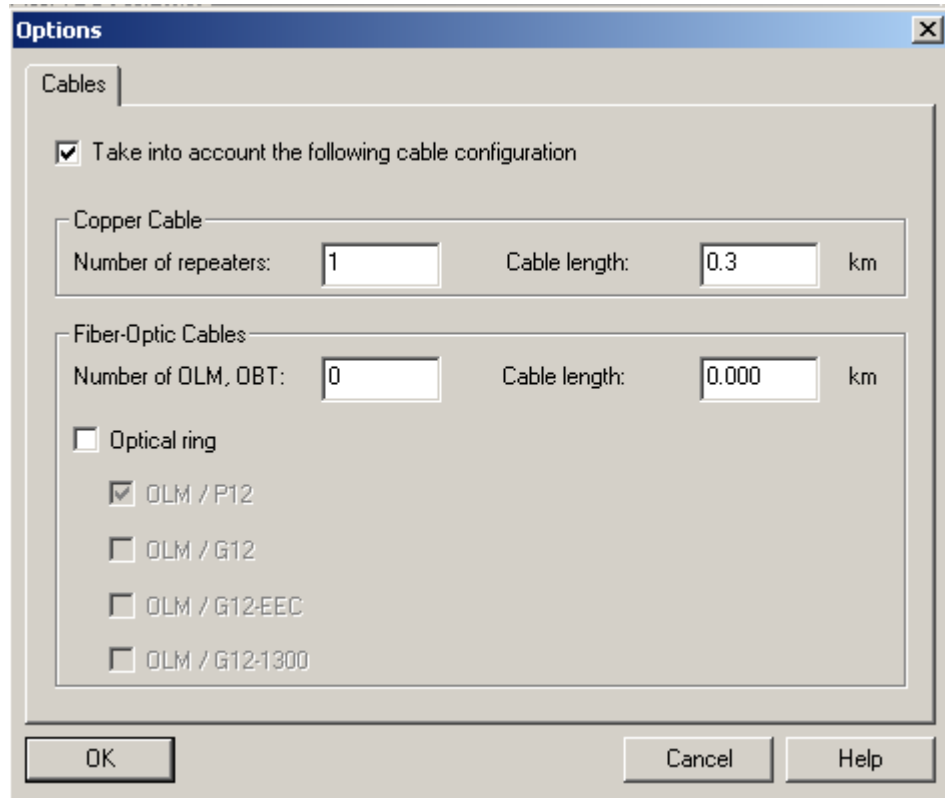 Options
Cables
Take into account the following cable configuration
Copper Cable
Number of repeaters: 1 Cable length: 0.3 km
Fiber-Optic Cables
Number of OLM, OBT: 0 Cable length: 0.000 km
Optical ring
OLM / P12
OLM / G12
OLM / G12-EEC
OLM / G12-1300
OK Cancel Help